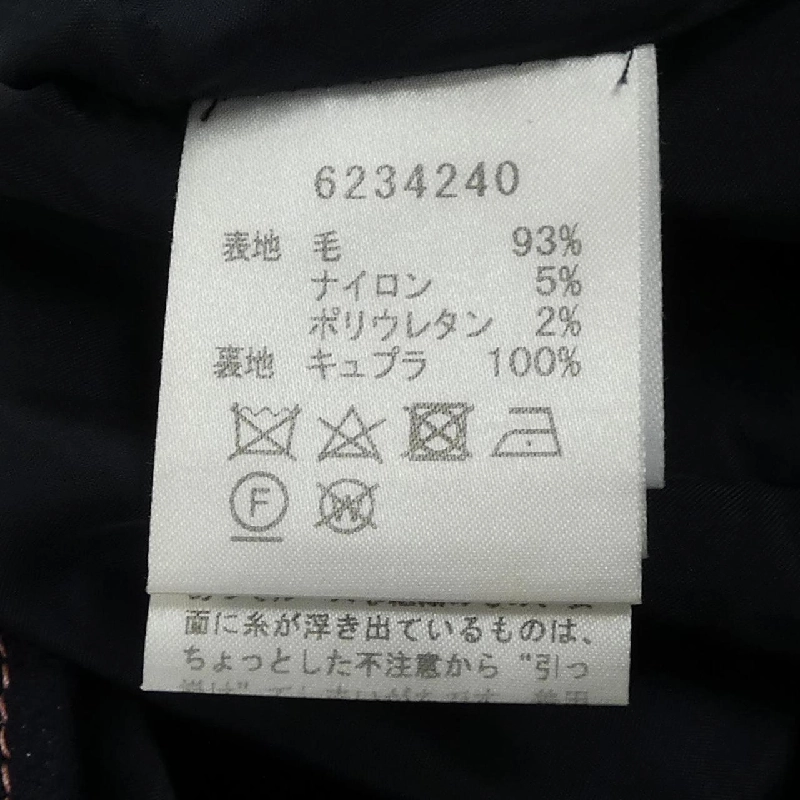 6234240
表地 毛 93%
ナイロン 5%
ポリウレタン 2%
裏地 キュプラ 100%
F
W
面に糸が浮き出ているものは、
ちょっとした不注意から "引っ